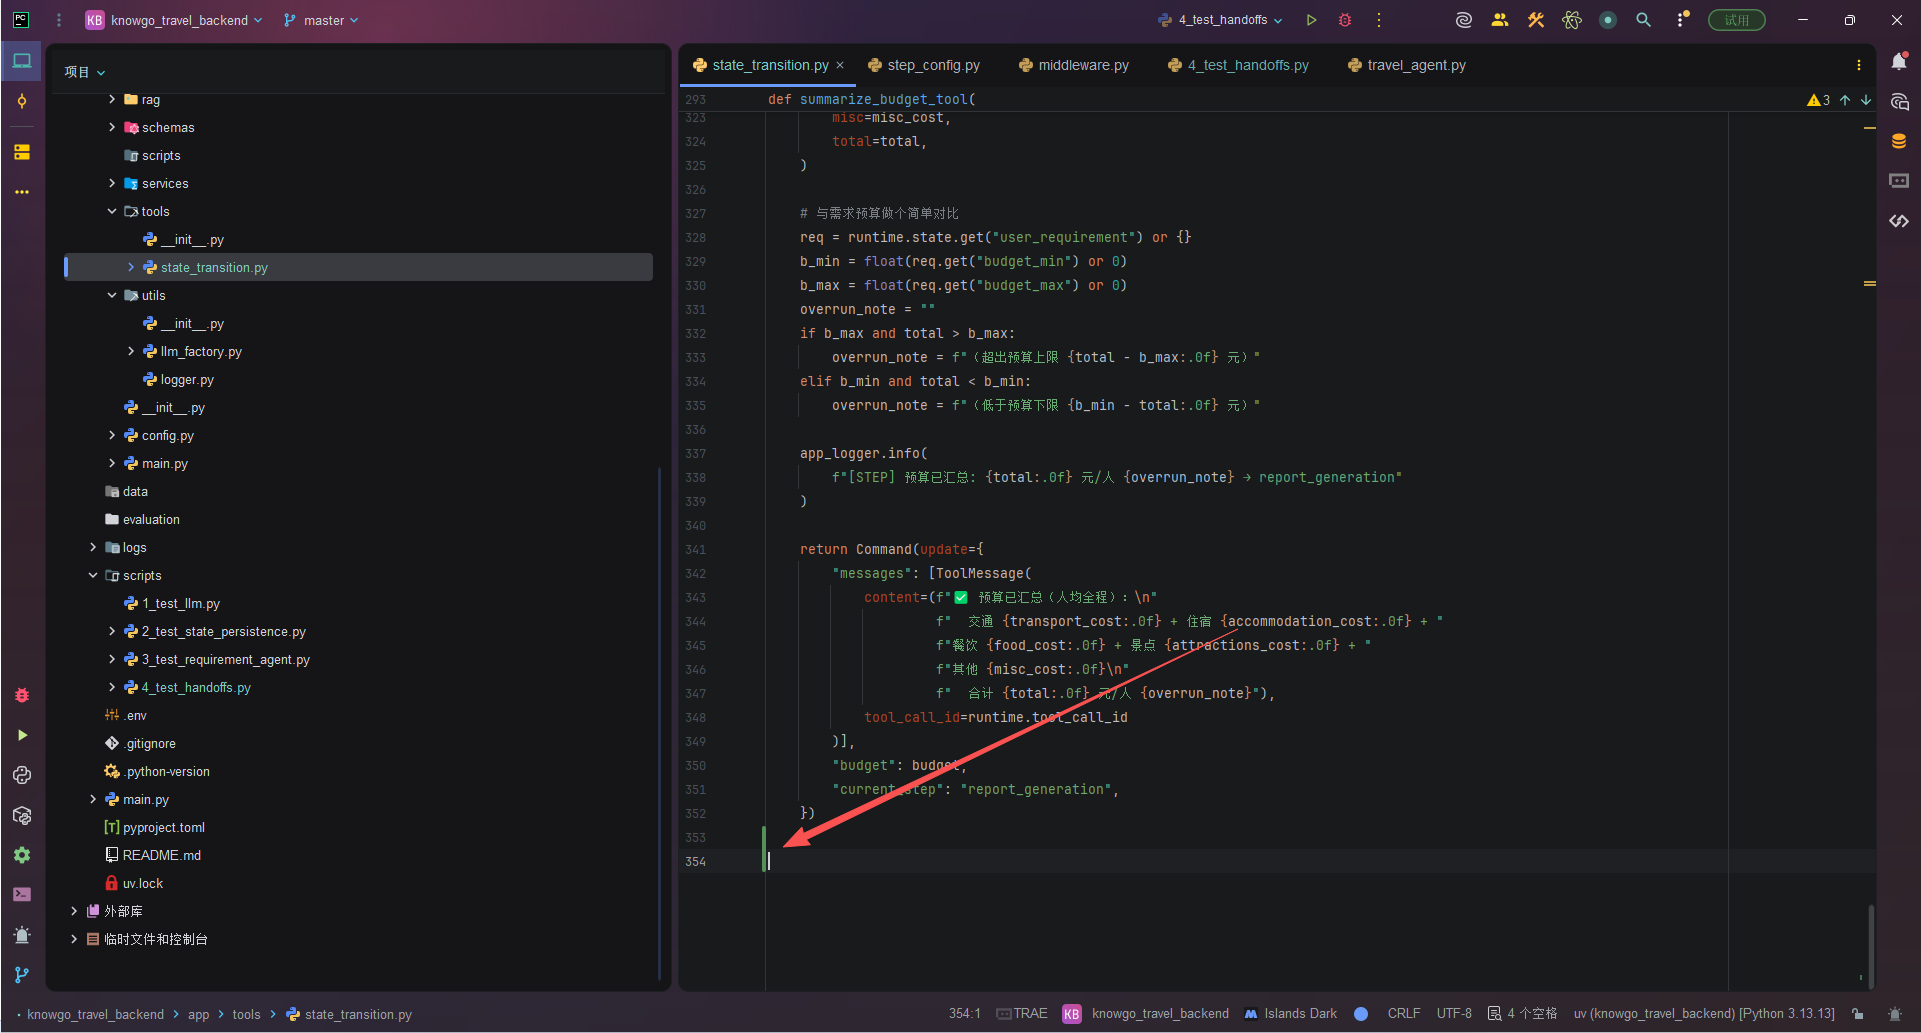 PC
KB knowgo_travel_backend master 4_test_handoffs 试用
项目
rag
schemas
scripts
services
tools
__init__.py
state_transition.py
utils
__init__.py
llm_factory.py
logger.py
__init__.py
config.py
main.py
data
evaluation
logs
scripts
1_test_llm.py
2_test_state_persistence.py
3_test_requirement_agent.py
4_test_handoffs.py
.env
.gitignore
.python-version
main.py
pyproject.toml
README.md
uv.lock
外部库
临时文件和控制台
state_transition.py step_config.py middleware.py 4_test_handoffs.py travel_agent.py
293 def summarize_budget_tool( 3
323 misc=misc_cost,
324 total=total,
325 )
326
327 # 与需求预算做个简单对比
328 req = runtime.state.get("user_requirement") or {}
329 b_min = float(req.get("budget_min") or 0)
330 b_max = float(req.get("budget_max") or 0)
331 overrun_note = ""
332 if b_max and total > b_max:
333 overrun_note = f"（超出预算上限 {total - b_max:.0f} 元）"
334 elif b_min and total < b_min:
335 overrun_note = f"（低于预算下限 {b_min - total:.0f} 元）"
336
337 app_logger.info(
338 f"[STEP] 预算已汇总: {total:.0f} 元/人 {overrun_note} → report_generation"
339 )
340
341 return Command(update={
342 "messages": [ToolMessage(
343 content=(f"✅ 预算已汇总（人均全程）: \n"
344 f" 交通 {transport_cost:.0f} + 住宿 {accommodation_cost:.0f} + "
345 f"餐饮 {food_cost:.0f} + 景点 {attractions_cost:.0f} + "
346 f"其他 {misc_cost:.0f}\n"
347 f" 合计 {total:.0f} 元/人 {overrun_note}"),
348 tool_call_id=runtime.tool_call_id
349 )],
350 "budget": budget,
351 "current_step": "report_generation",
352 })
353
354
knowgo_travel_backend app tools state_transition.py 354:1 TRAE KB knowgo_travel_backend Islands Dark CRLF UTF-8 4 个空格 uv (knowgo_travel_backend) [Python 3.13.13]